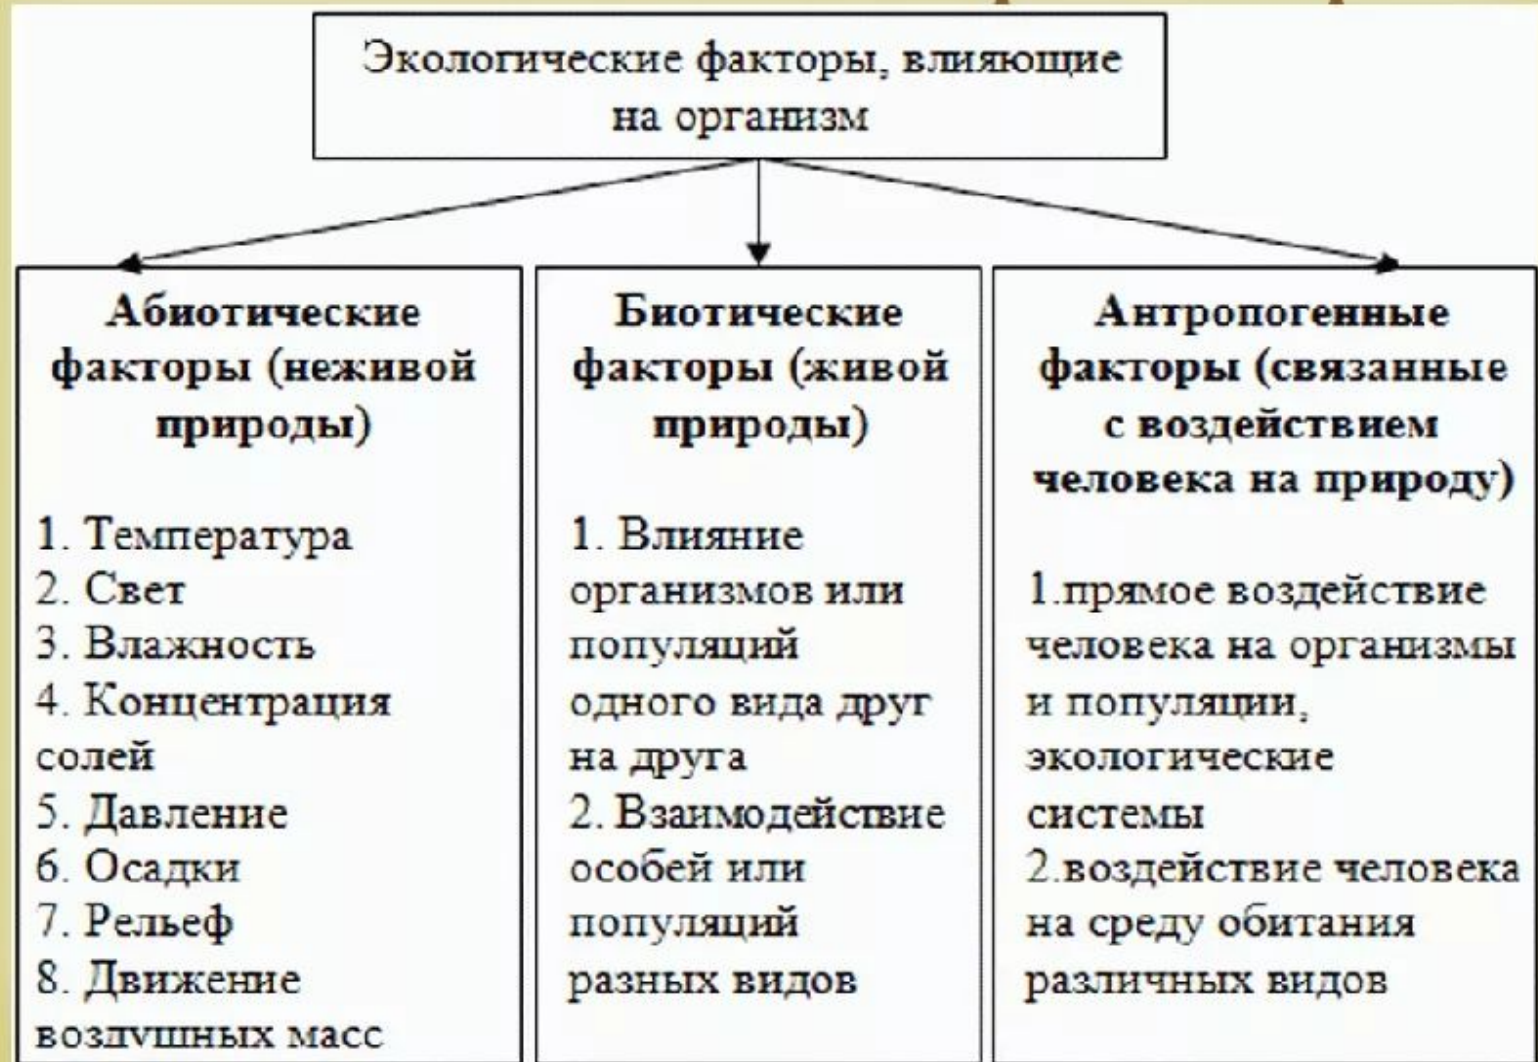 Экологические факторы, влияющие
на организм
Абиотические
факторы (неживой
природы)
1. Температура
2. Свет
3. Влажность
4. Концентрация
солей
5. Давление
6. Осадки
7. Рельеф
8. Движение
воздушных масс
Биотические
факторы (живой
природы)
1. Влияние
организмов или
популяций
одного вида друг
на друга
2. Взаимодействие
особей или
популяций
разных видов
Антропогенные
факторы (связанные
с воздействием
человека на природу)
1.прямое воздействие
человека на организмы
и популяции,
экологические
системы
2.воздействие человека
на среду обитания
различных видов